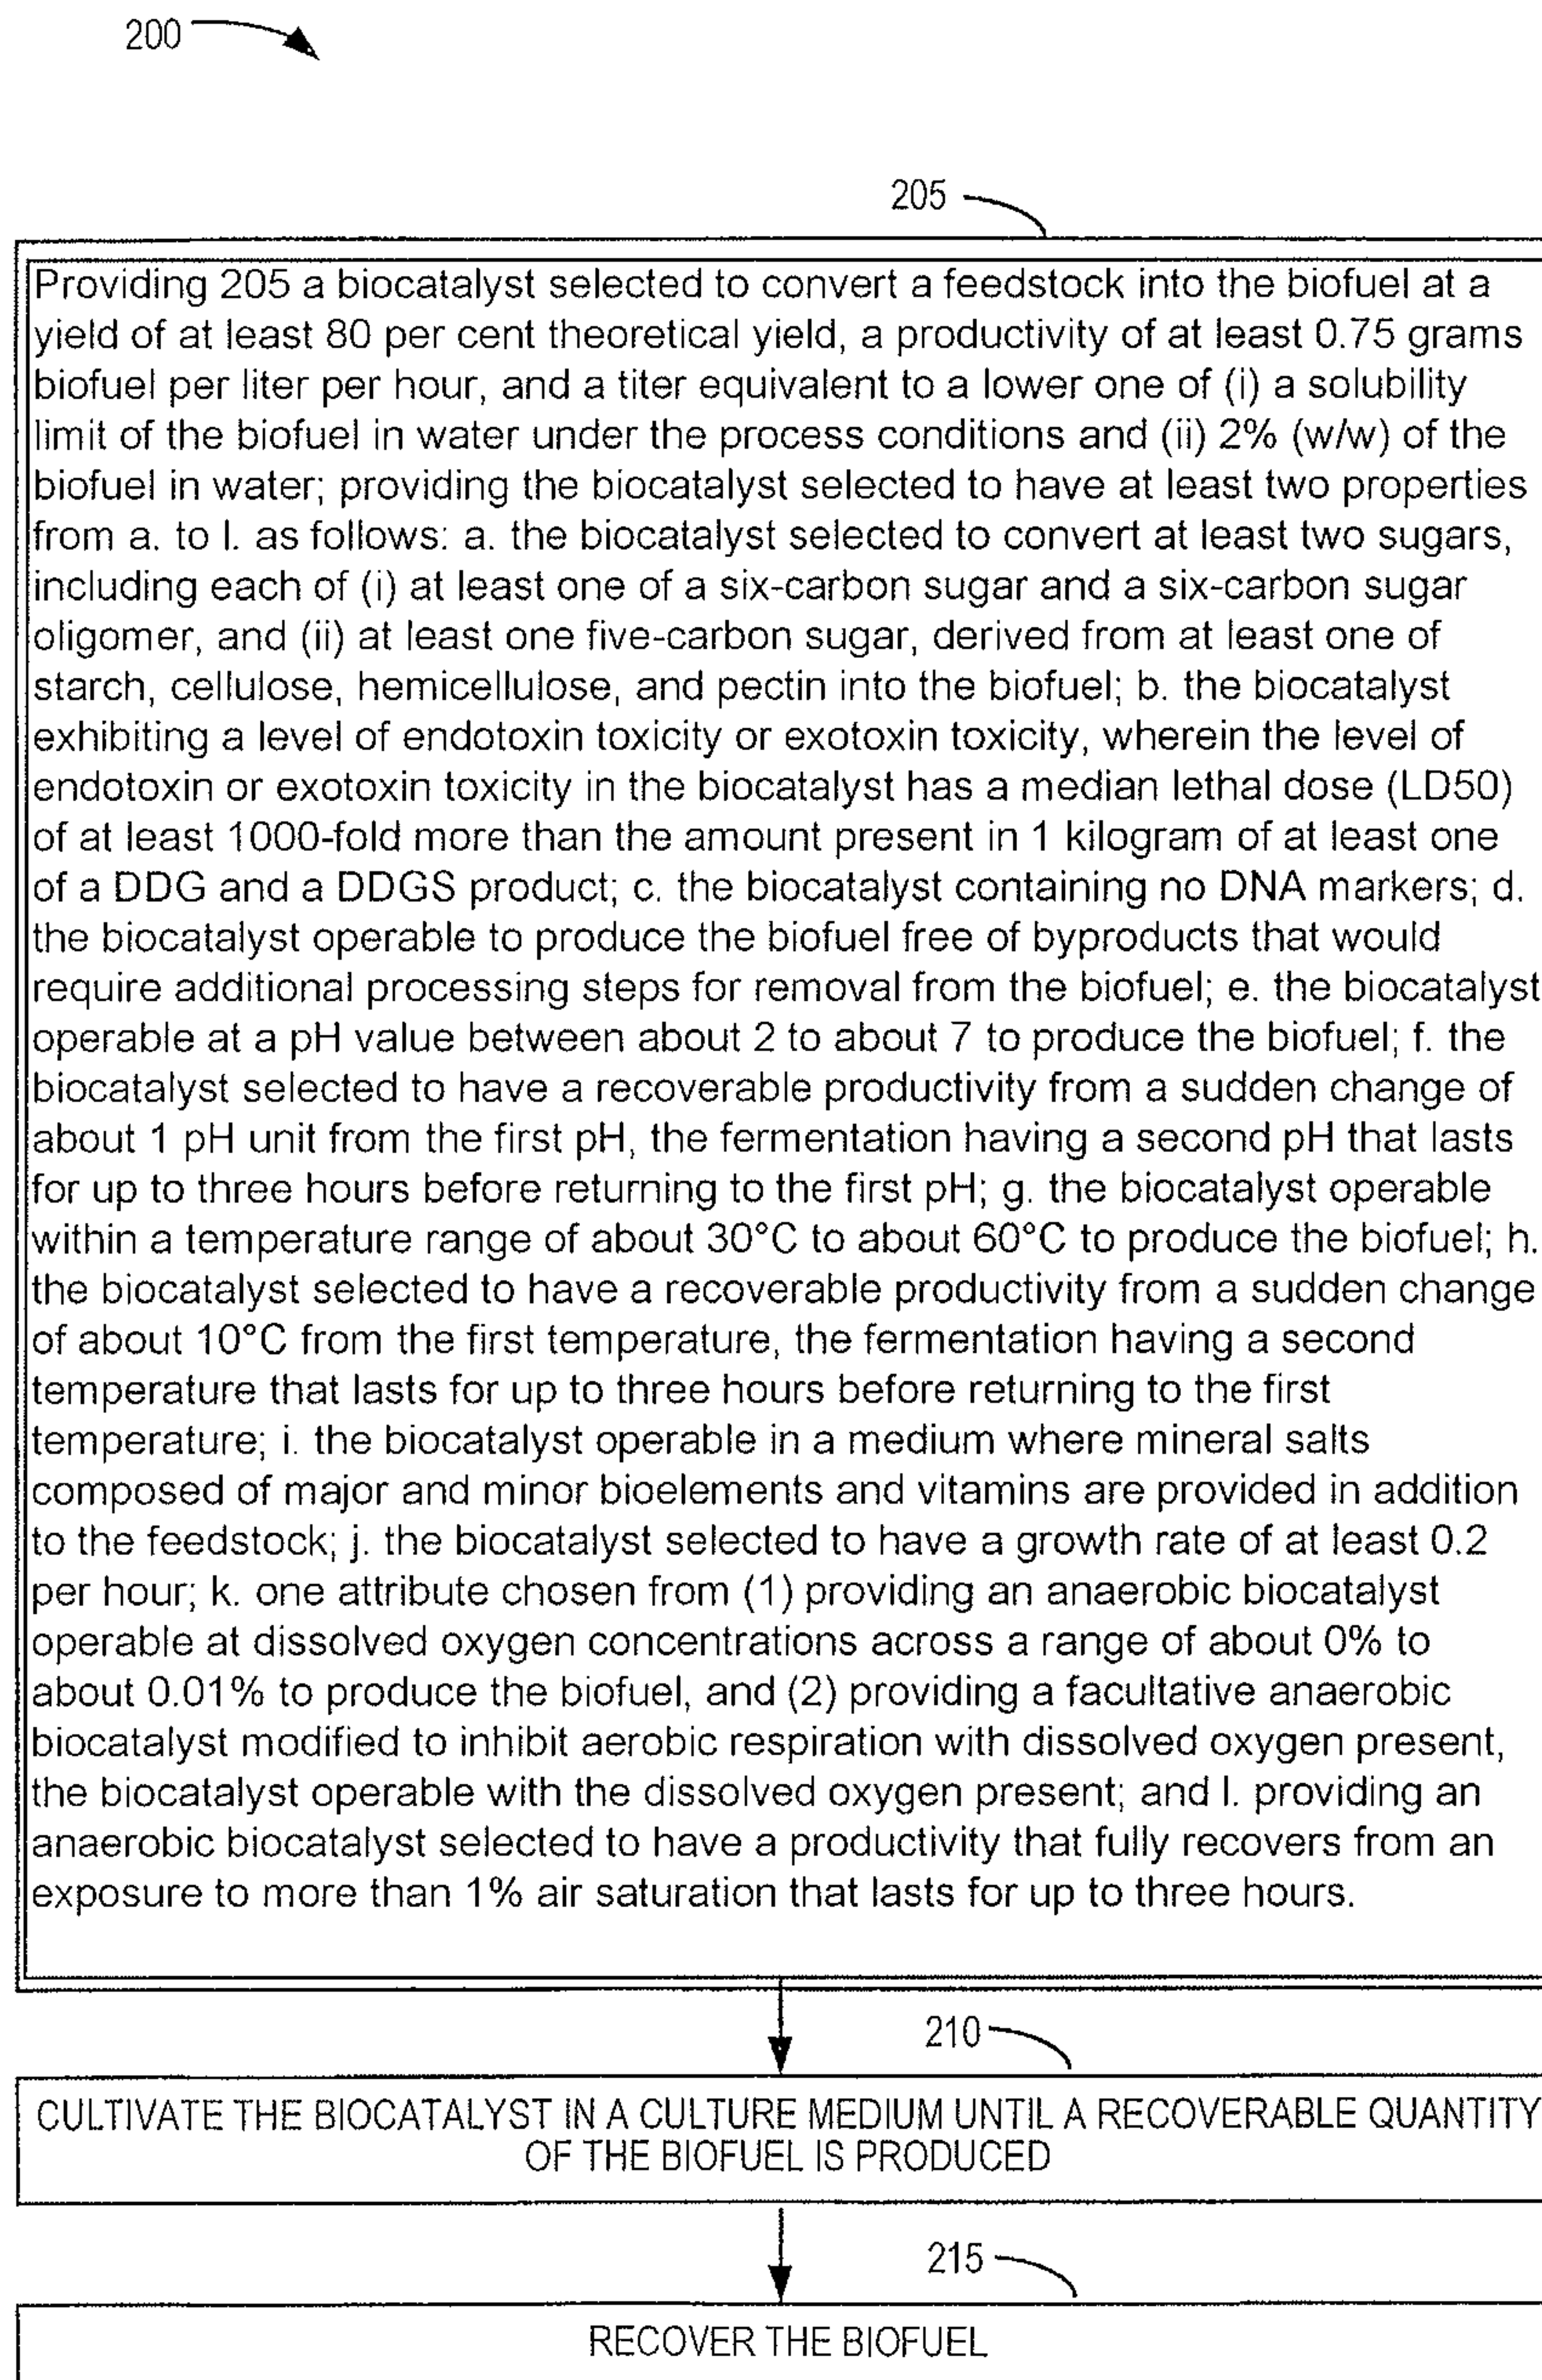 200
205
Providing 205 a biocatalyst selected to convert a feedstock into the biofuel at a
yield of at least 80 per cent theoretical yield, a productivity of at least 0.75 grams
biofuel per liter per hour, and a titer equivalent to a lower one of (i) a solubility
limit of the biofuel in water under the process conditions and (ii) 2% (w/w) of the
biofuel in water; providing the biocatalyst selected to have at least two properties
from a. to l. as follows: a. the biocatalyst selected to convert at least two sugars,
including each of (i) at least one of a six-carbon sugar and a six-carbon sugar
oligomer, and (ii) at least one five-carbon sugar, derived from at least one of
starch, cellulose, hemicellulose, and pectin into the biofuel; b. the biocatalyst
exhibiting a level of endotoxin toxicity or exotoxin toxicity, wherein the level of
endotoxin or exotoxin toxicity in the biocatalyst has a median lethal dose (LD50)
of at least 1000-fold more than the amount present in 1 kilogram of at least one
of a DDG and a DDGS product; c. the biocatalyst containing no DNA markers; d.
the biocatalyst operable to produce the biofuel free of byproducts that would
require additional processing steps for removal from the biofuel; e. the biocatalyst
operable at a pH value between about 2 to about 7 to produce the biofuel; f. the
biocatalyst selected to have a recoverable productivity from a sudden change of
about 1 pH unit from the first pH, the fermentation having a second pH that lasts
for up to three hours before returning to the first pH; g. the biocatalyst operable
within a temperature range of about 30°C to about 60°C to produce the biofuel; h.
the biocatalyst selected to have a recoverable productivity from a sudden change
of about 10°C from the first temperature, the fermentation having a second
temperature that lasts for up to three hours before returning to the first
temperature; i. the biocatalyst operable in a medium where mineral salts
composed of major and minor bioelements and vitamins are provided in addition
to the feedstock; j. the biocatalyst selected to have a growth rate of at least 0.2
per hour; k. one attribute chosen from (1) providing an anaerobic biocatalyst
operable at dissolved oxygen concentrations across a range of about 0% to
about 0.01% to produce the biofuel, and (2) providing a facultative anaerobic
biocatalyst modified to inhibit aerobic respiration with dissolved oxygen present,
the biocatalyst operable with the dissolved oxygen present; and l. providing an
anaerobic biocatalyst selected to have a productivity that fully recovers from an
exposure to more than 1% air saturation that lasts for up to three hours.
210
CULTIVATE THE BIOCATALYST IN A CULTURE MEDIUM UNTIL A RECOVERABLE QUANTITY
OF THE BIOFUEL IS PRODUCED
215
RECOVER THE BIOFUEL